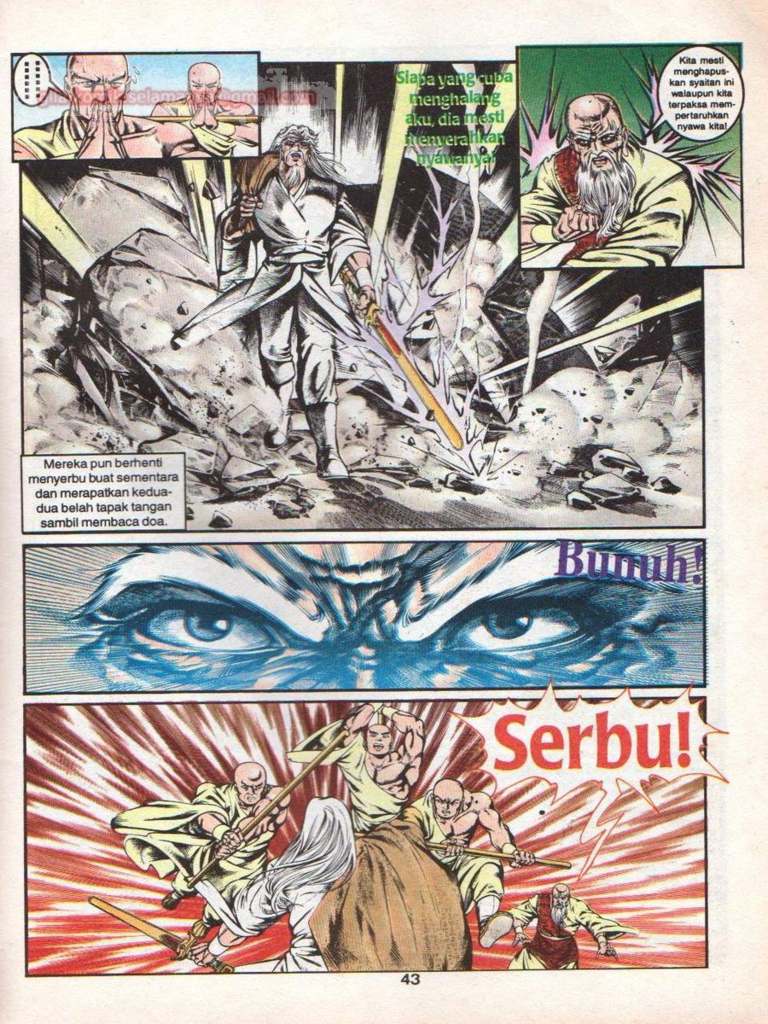 Siapa yang cuba
menghalang
aku, dia mesti
menyerahkan
nyawanya!
Kita mesti
menghapus-
kan syaitan ini
walaupun kita
terpaksa mem-
pertaruhkan
nyawa kita!
Mereka pun berhenti
menyerbu buat sementara
dan merapatkan kedua-
dua belah tapak tangan
sambil membaca doa.
Bunuh!
Serbu!
43